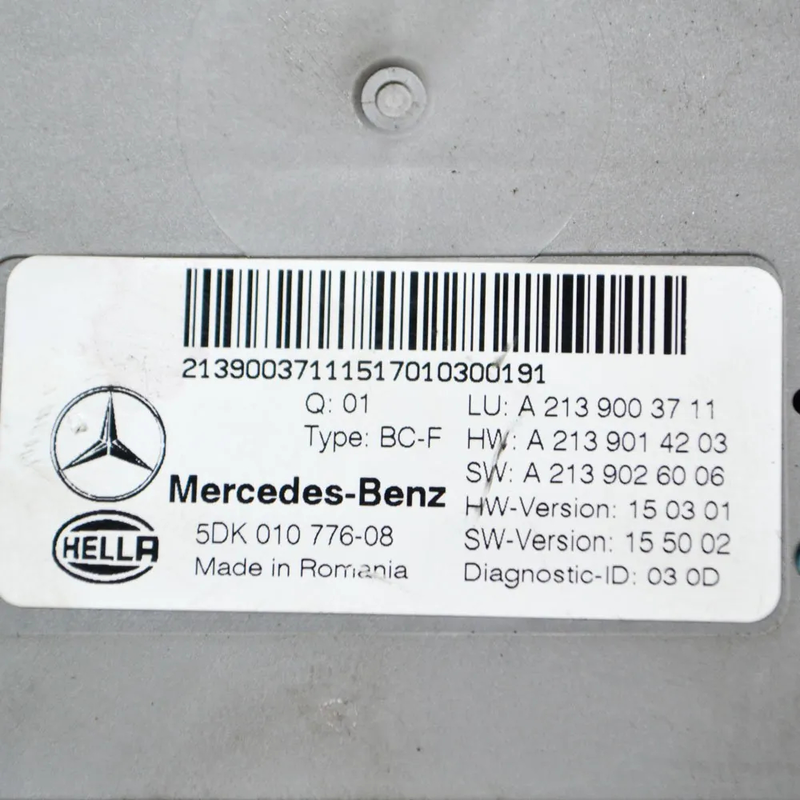 2139003711151701030​0191
Q: 01
LU: A 213 900 37 11
Type: BC-F
HW: A 213 901 42 03
SW: A 213 902 60 06
Mercedes-Benz
HW-Version: 15 03 01
HELLA
5DK 010 776-08
SW-Version: 15 50 02
Made in Romania
Diagnostic-ID: 03 0D